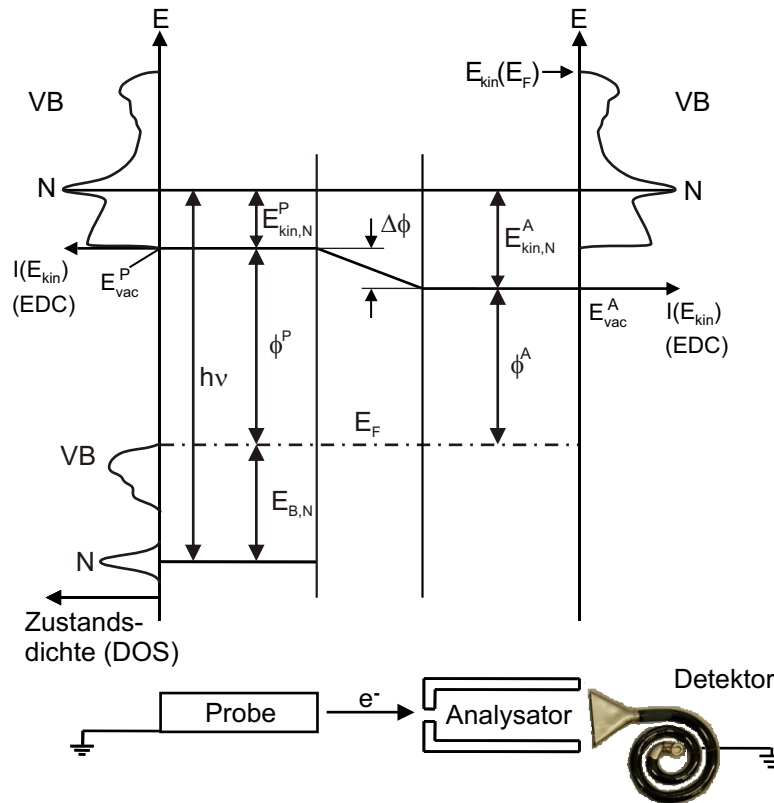 E
E
VB
E_kin(E_F)
VB
N
N
E^P_kin,N
Δϕ
E^A_kin,N
I(E_kin)
(EDC)
E^P_vac
E^A_vac
I(E_kin)
(EDC)
ϕ^P
hν
ϕ^A
E_F
VB
E_B,N
N
Zustands-
dichte (DOS)
Probe
e^-
Analysator
Detektor